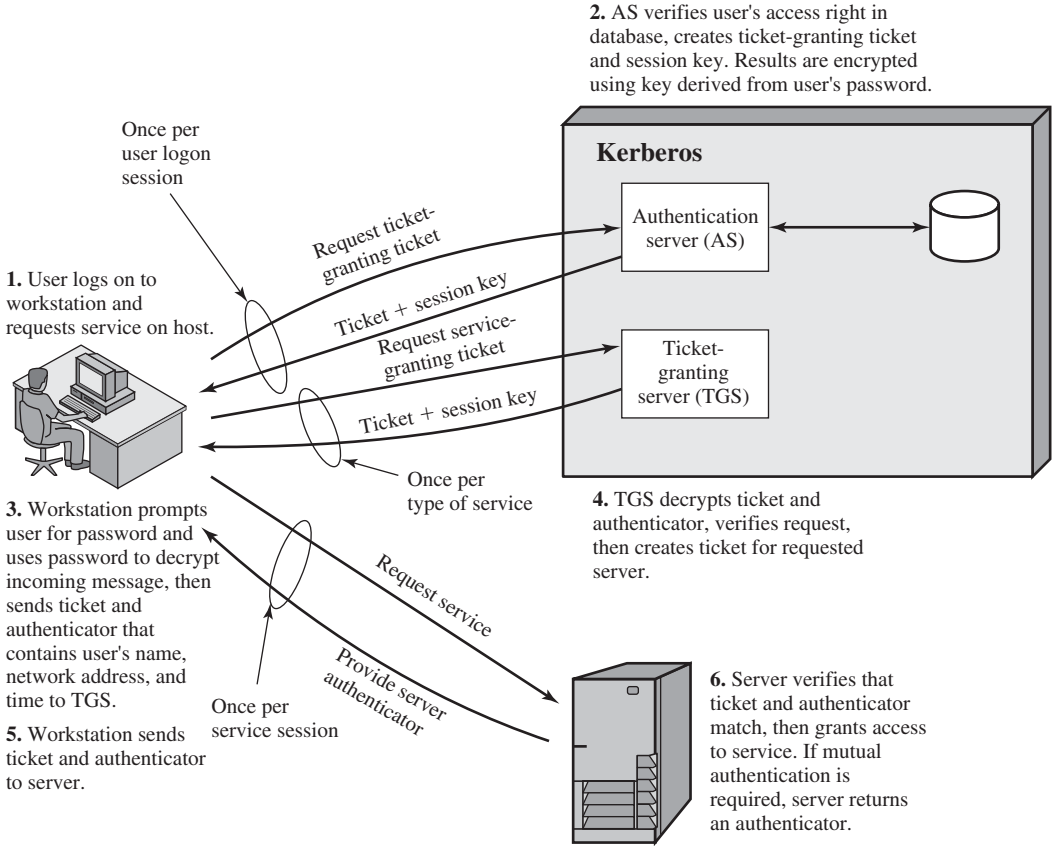 2. AS verifies user's access right in
database, creates ticket-granting ticket
and session key. Results are encrypted
using key derived from user's password.
Once per
user logon
session
Kerberos
Authentication
server (AS)
Request ticket-
granting ticket
1. User logs on to
workstation and
requests service on host.
Ticket + session key
Request service-
granting ticket
Ticket-
granting
server (TGS)
Ticket + session key
Once per
type of service
3. Workstation prompts
user for password and
uses password to decrypt
incoming message, then
sends ticket and
authenticator that
contains user's name,
network address, and
time to TGS.
4. TGS decrypts ticket and
authenticator, verifies request,
then creates ticket for requested
server.
Request service
Provide server
authenticator
Once per
service session
5. Workstation sends
ticket and authenticator
to server.
6. Server verifies that
ticket and authenticator
match, then grants access
to service. If mutual
authentication is
required, server returns
an authenticator.